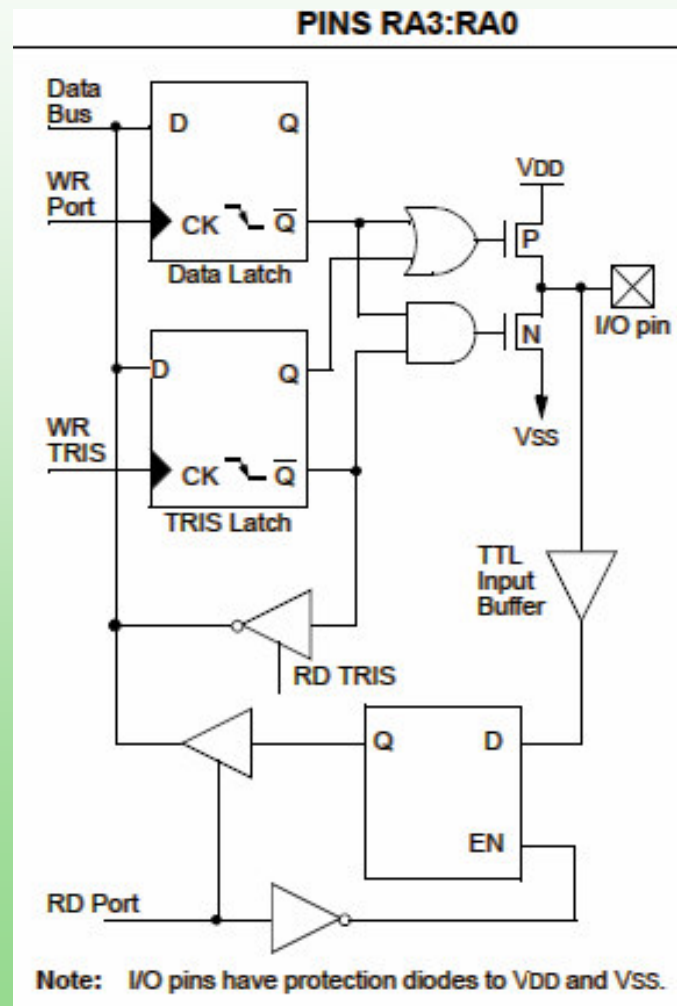 PINS RA3:RA0
Data
Bus
D
Q
WR
Port
CK
Q
Data Latch
VDD
P
I/O pin
N
VSS
D
Q
WR
TRIS
CK
Q
TRIS Latch
TTL
Input
Buffer
RD TRIS
Q
D
EN
RD Port
Note: I/O pins have protection diodes to VDD and VSS.